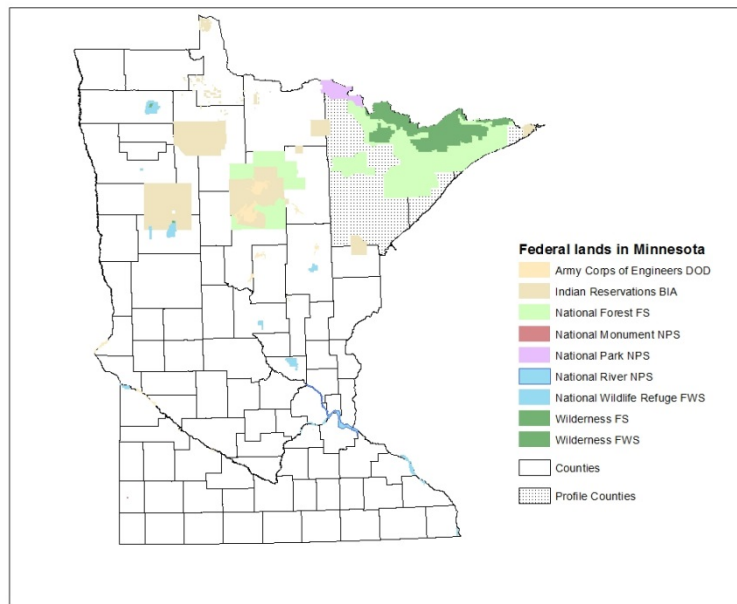 Federal lands in Minnesota
Army Corps of Engineers DOD
Indian Reservations BIA
National Forest FS
National Monument NPS
National Park NPS
National River NPS
National Wildlife Refuge FWS
Wilderness FS
Wilderness FWS
Counties
Profile Counties